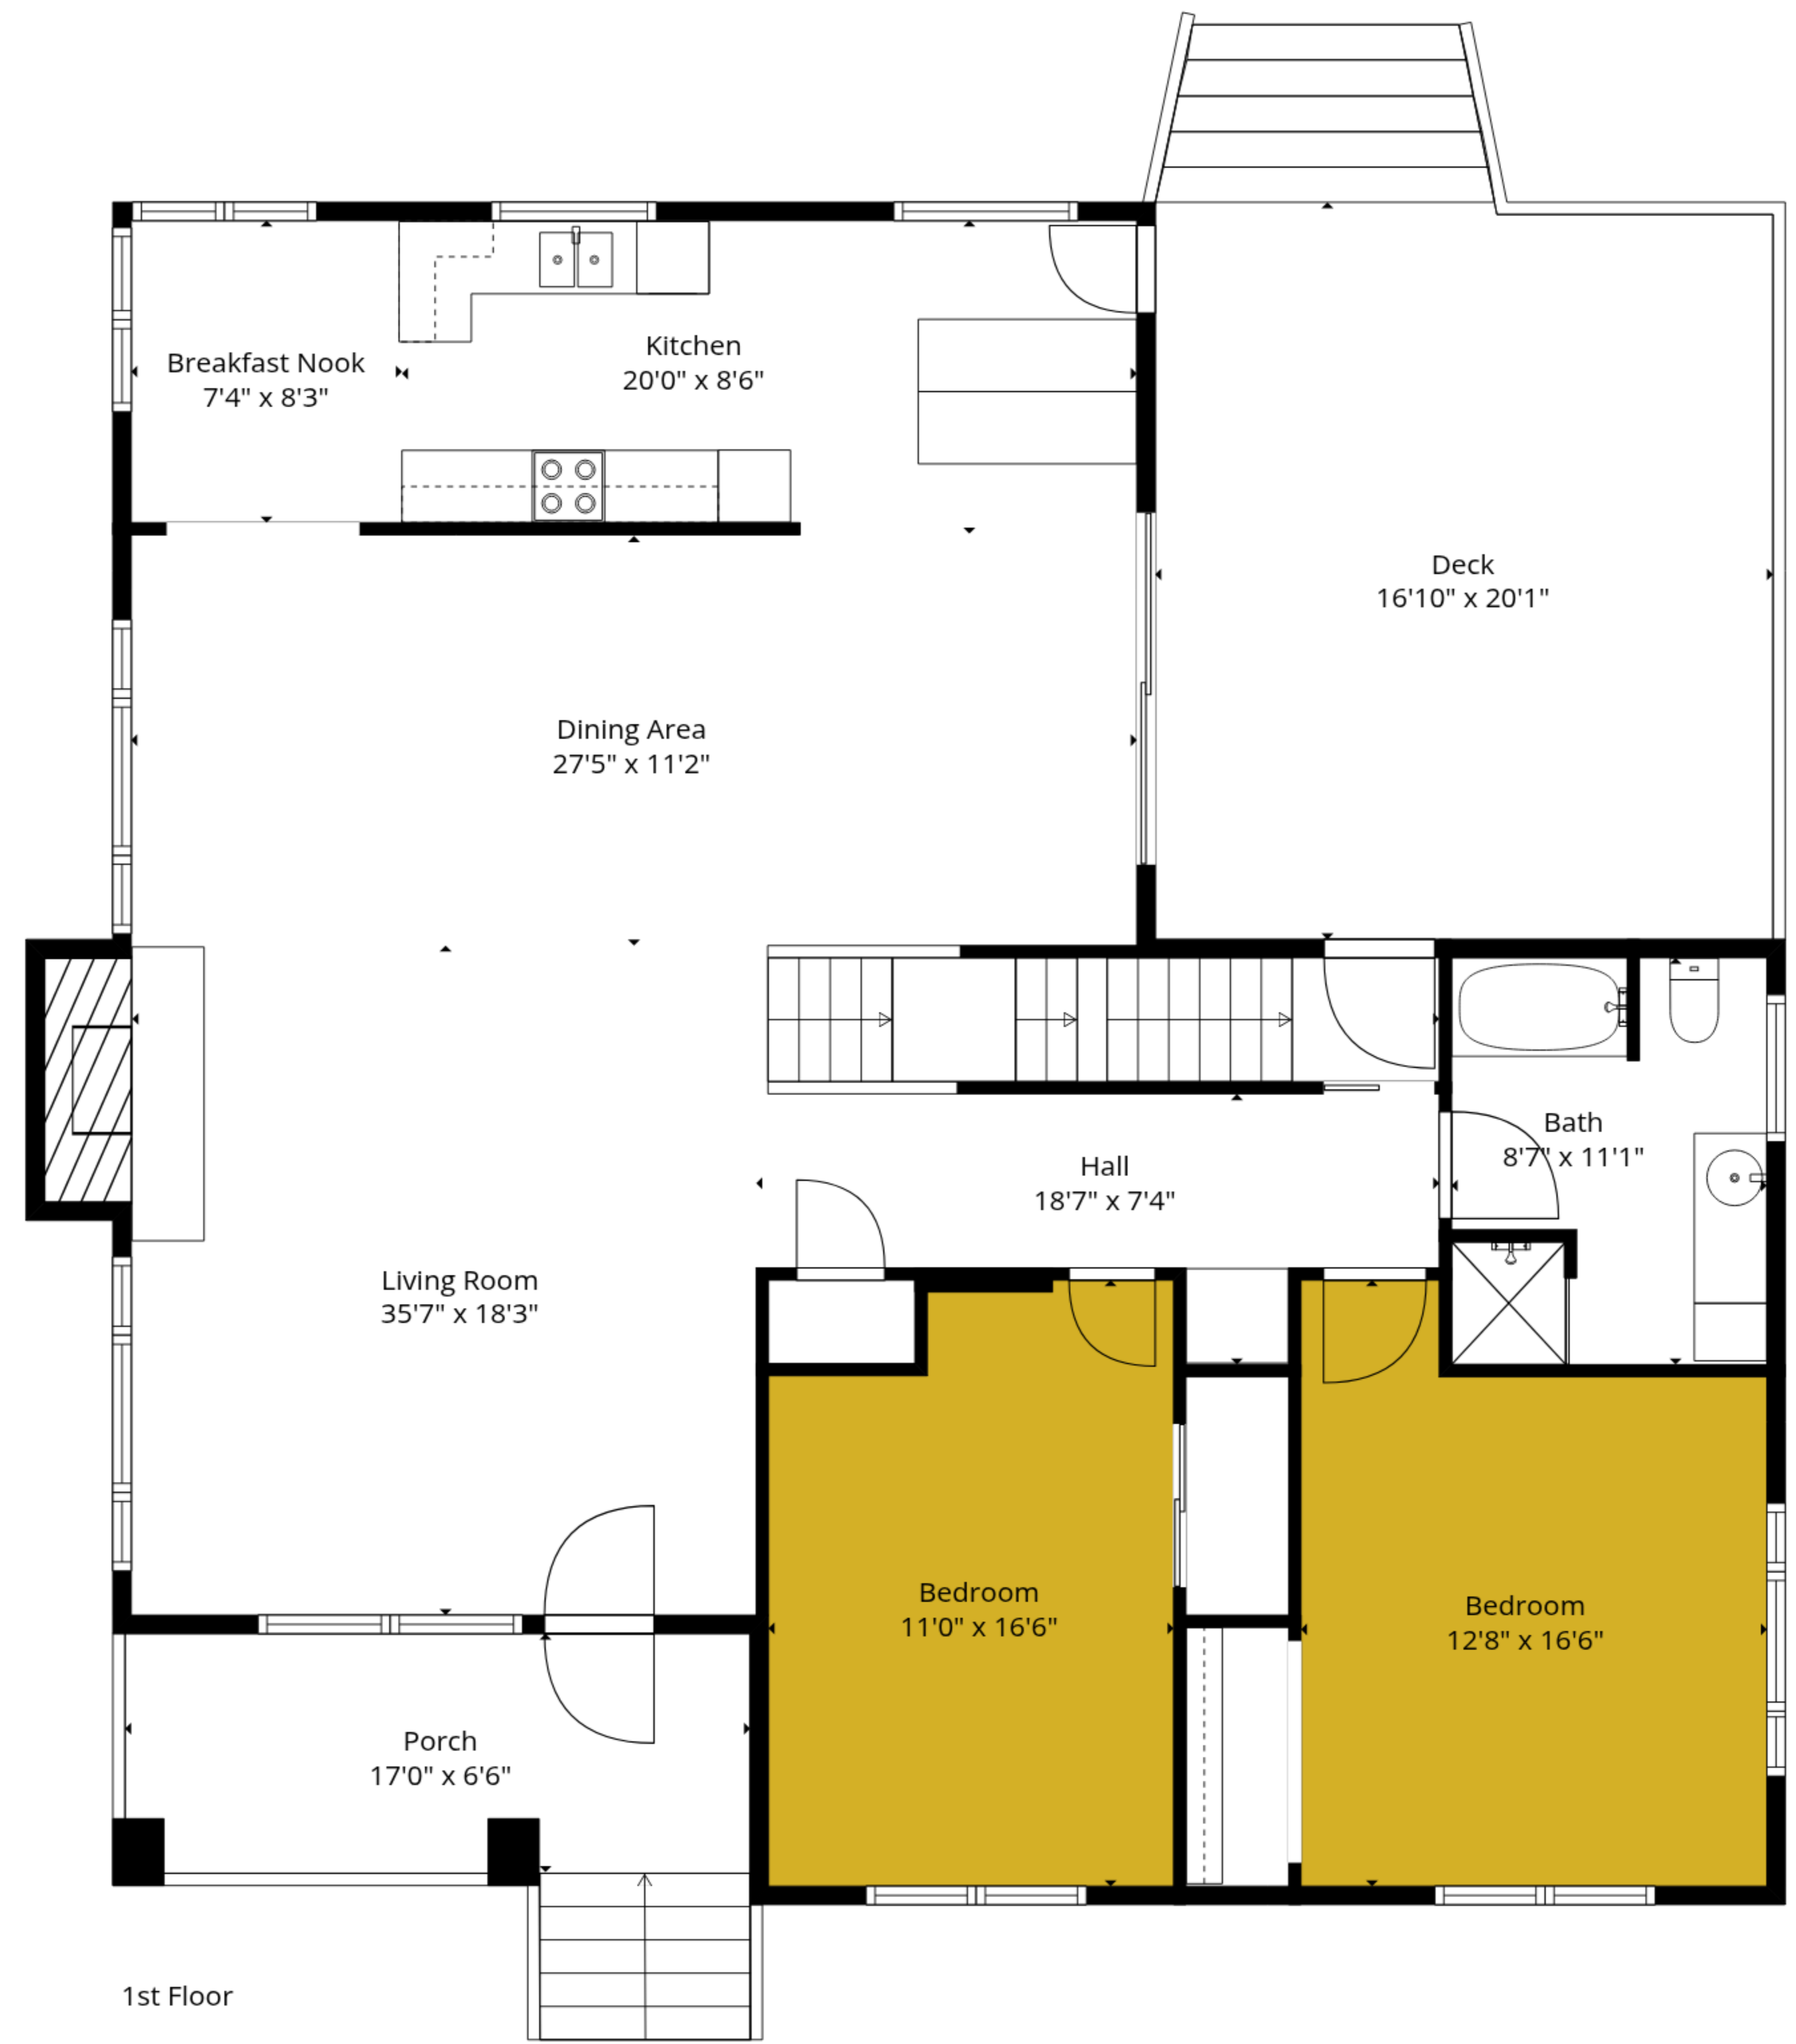 Breakfast Nook
7'4" x 8'3"
Kitchen
20'0" x 8'6"
Deck
16'10" x 20'1"
Dining Area
27'5" x 11'2"
Bath
8'7" x 11'1"
Hall
18'7" x 7'4"
Living Room
35'7" x 18'3"
Bedroom
11'0" x 16'6"
Bedroom
12'8" x 16'6"
Porch
17'0" x 6'6"
1st Floor